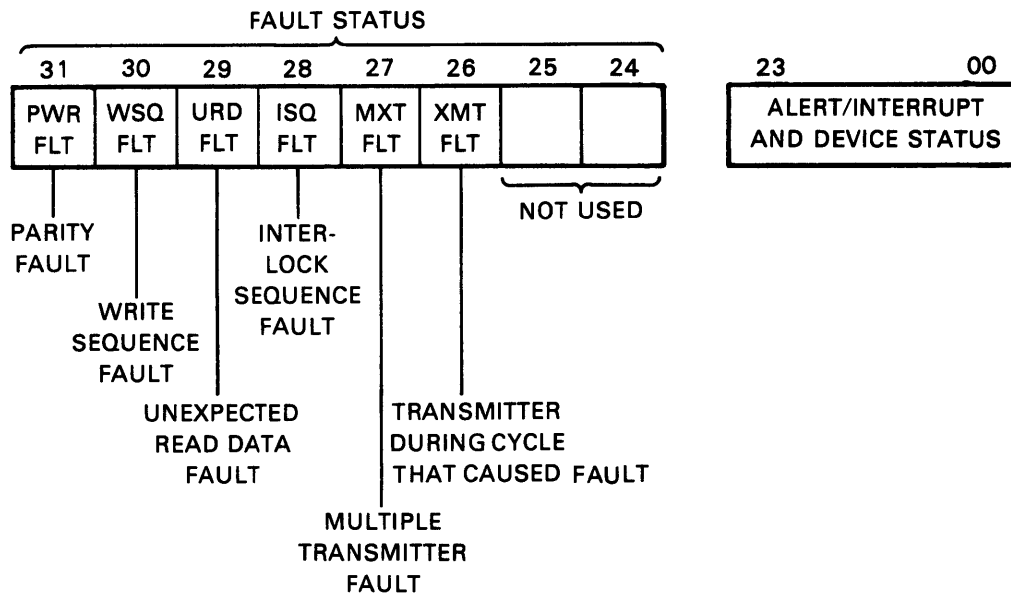 FAULT STATUS
31 30 29 28 27 26 25 24 23 00
PWR FLT
WSQ FLT
URD FLT
ISQ FLT
MXT FLT
XMT FLT
ALERT/INTERRUPT
AND DEVICE STATUS
NOT USED
PARITY
FAULT
INTER-
LOCK
SEQUENCE
FAULT
WRITE
SEQUENCE
FAULT
UNEXPECTED
READ DATA
FAULT
TRANSMITTER
DURING CYCLE
THAT CAUSED FAULT
MULTIPLE
TRANSMITTER
FAULT